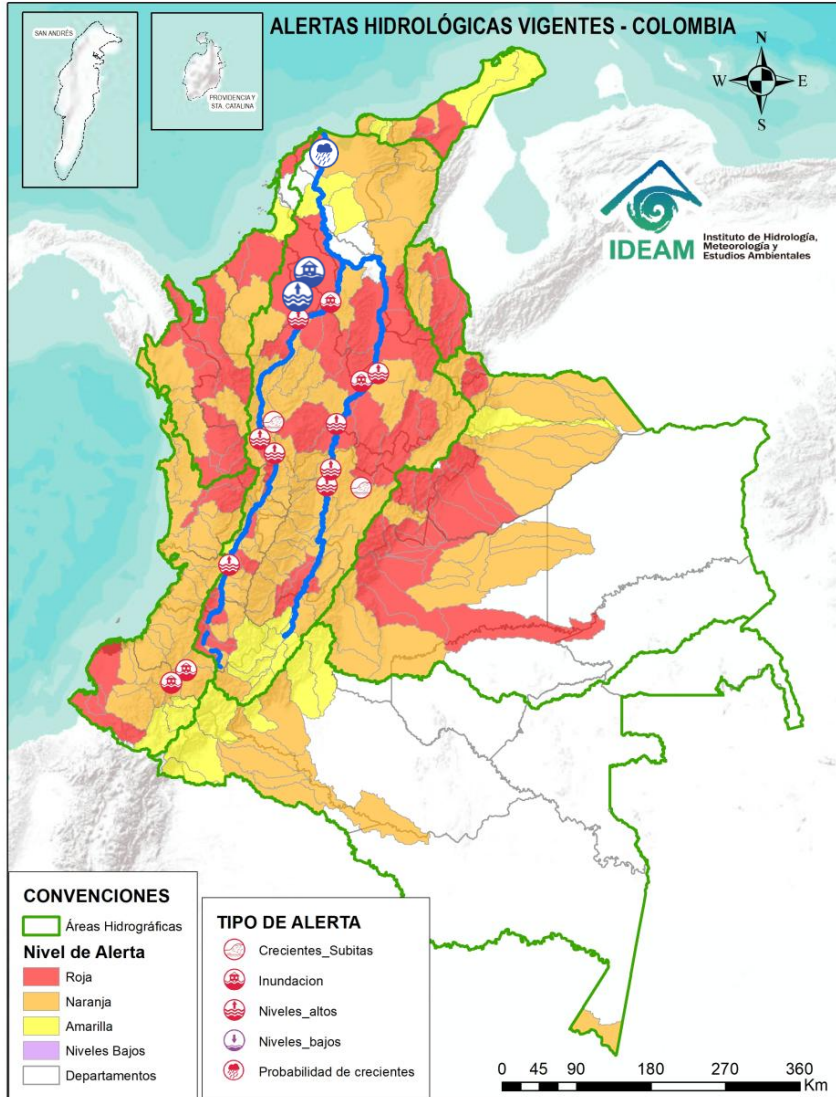 ALERTAS HIDROLÓGICAS VIGENTES - COLOMBIA
SAN ANDRÉS
PROVIDENCIA Y
STA. CATALINA
N
W
E
S
IDEAM
Instituto de Hidrología,
Meteorología y
Estudios Ambientales
CONVENCIONES
Áreas Hidrográficas
Nivel de Alerta
Roja
Naranja
Amarilla
Niveles Bajos
Departamentos
TIPO DE ALERTA
Crecientes_Subitas
Inundacion
Niveles_altos
Niveles_bajos
Probabilidad de crecientes
0 45 90 180 270 360
Km